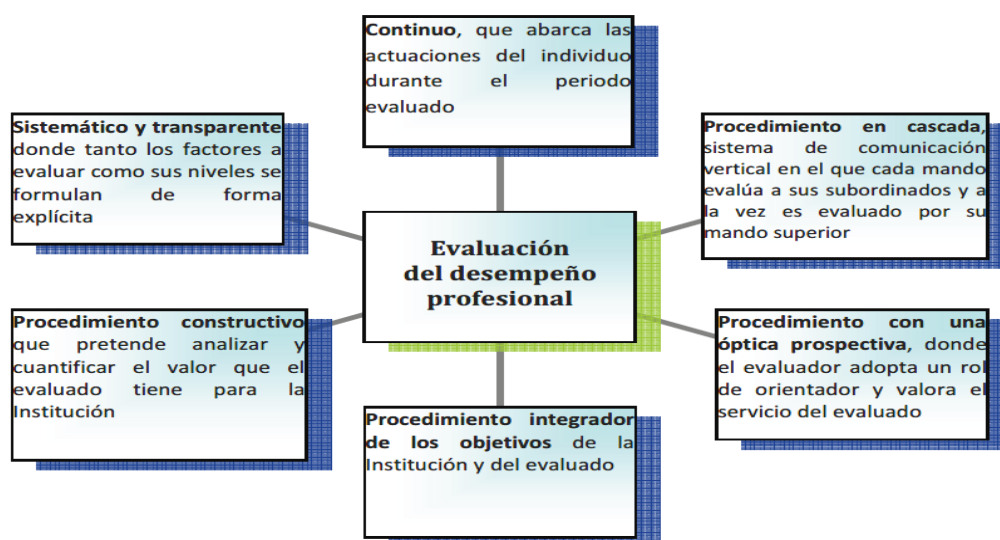 Continuo, que abarca las
actuaciones del individuo
durante el periodo
evaluado
Sistemático y transparente
donde tanto los factores a
evaluar como sus niveles se
formulan de forma
explícita
Procedimiento en cascada,
sistema de comunicación
vertical en el que cada mando
evalúa a sus subordinados y a
la vez es evaluado por su
mando superior
Evaluación
del desempeño
profesional
Procedimiento constructivo
que pretende analizar y
cuantificar el valor que el
evaluado tiene para la
Institución
Procedimiento con una
óptica prospectiva, donde
el evaluador adopta un rol
de orientador y valora el
servicio del evaluado
Procedimiento integrador
de los objetivos de la
Institución y del evaluado